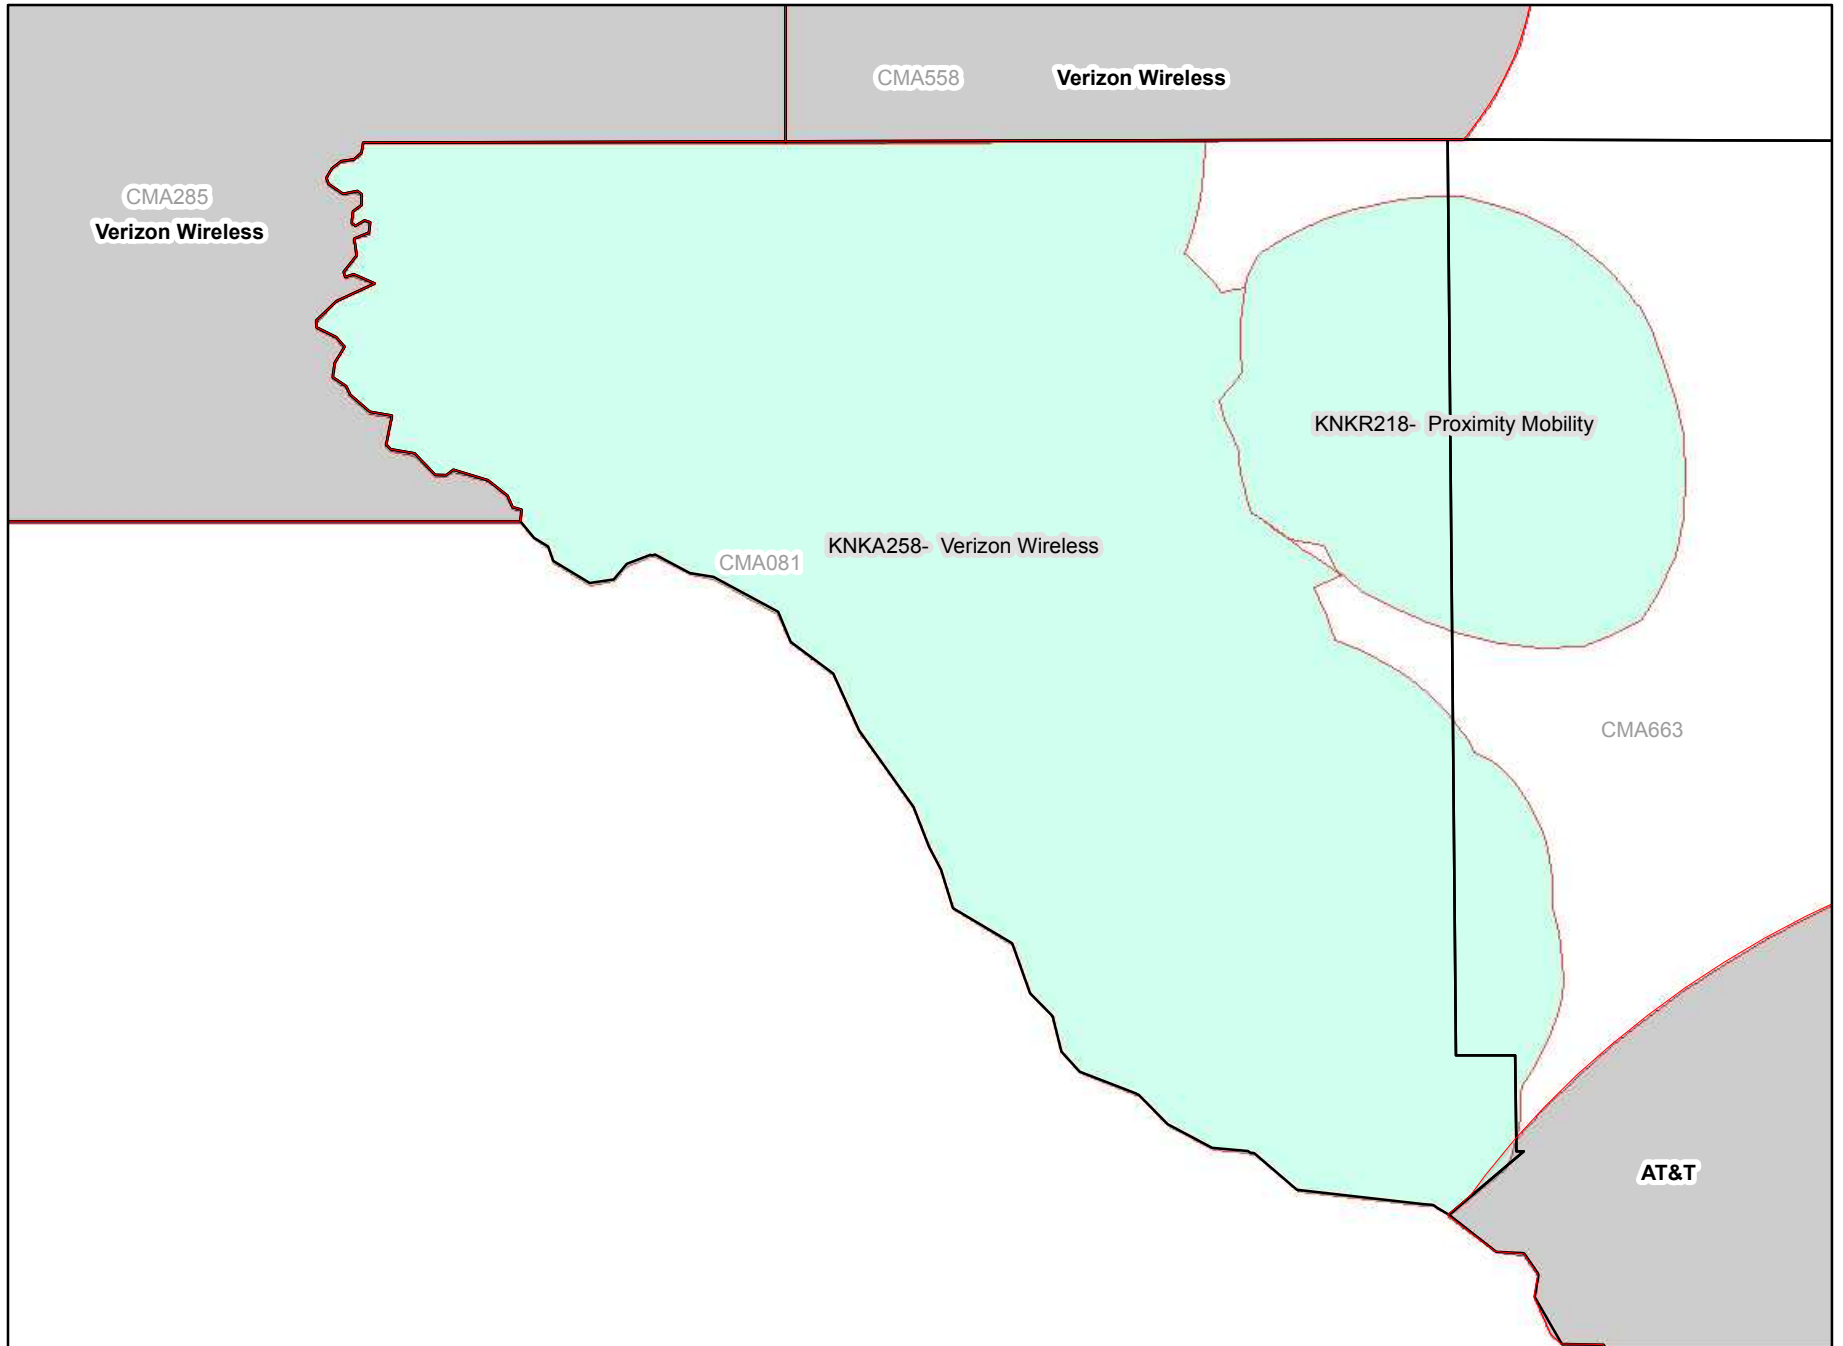 CMA558
Verizon Wireless
CMA285
Verizon Wireless
KNKR218-  Proximity Mobility
KNKA258-  Verizon Wireless
CMA081
CMA663
AT&T